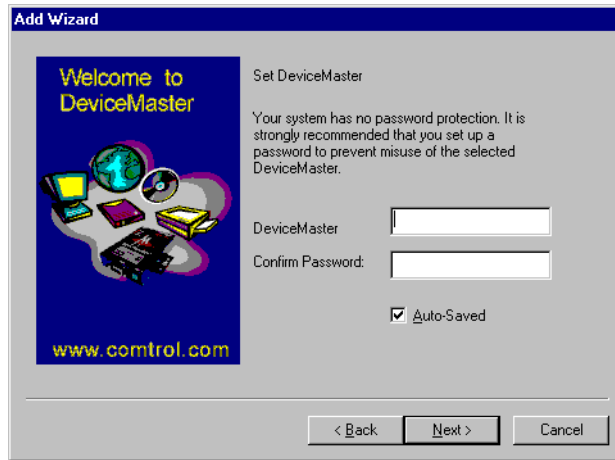 Add Wizard
Welcome to
DeviceMaster
www.comtrol.com
Set DeviceMaster
Your system has no password protection. It is
strongly recommended that you set up a
password to prevent misuse of the selected
DeviceMaster.
DeviceMaster
Confirm Password:
Auto-Saved
< Back
Next >
Cancel